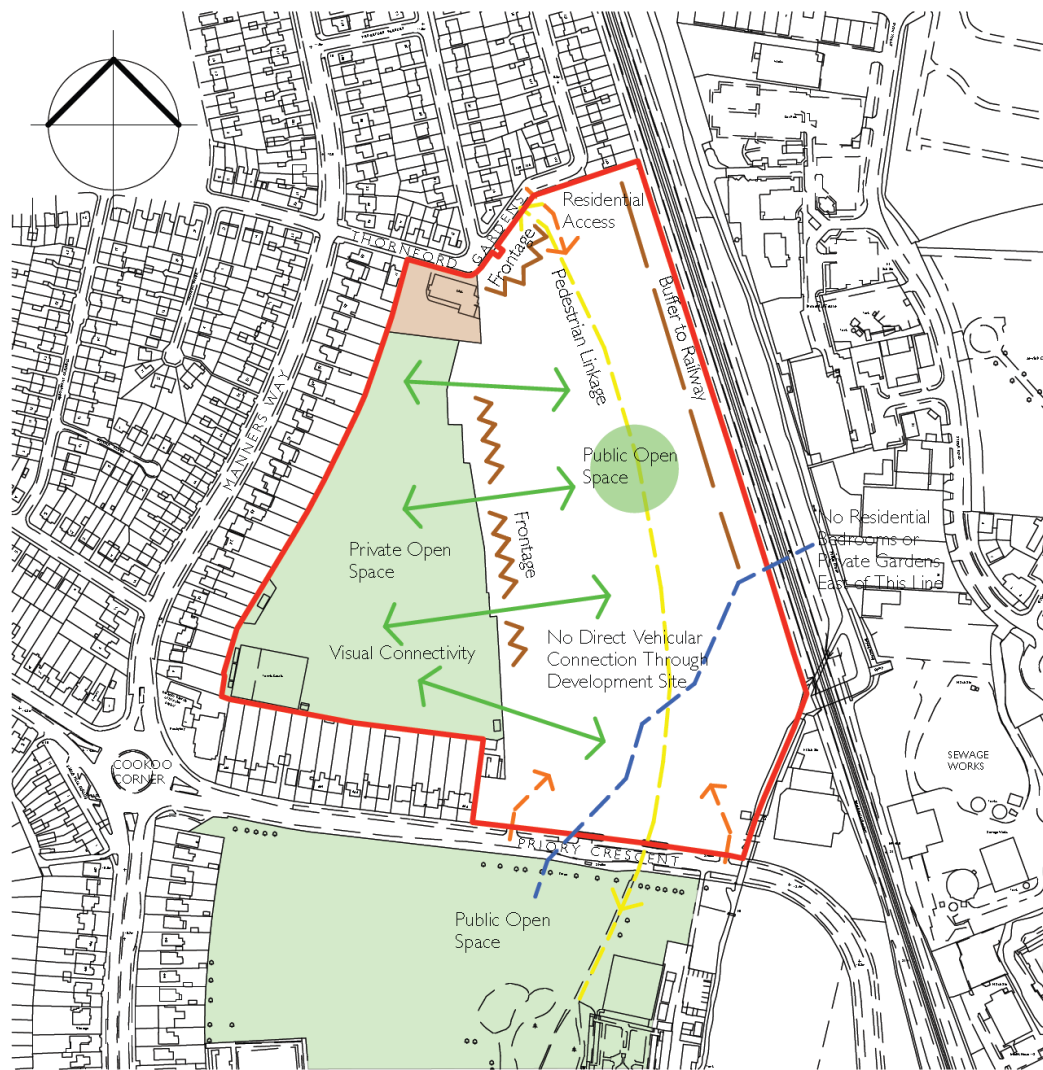 THORNFORD
GARDENS
Residential
Access
Frontage
Pedestrian Linkage
Buffer to Railway
MANNERS WAY
Public Open
Space
No Residential
Bedrooms or
Private Gardens
East of This Line
Frontage
Private Open
Space
Visual Connectivity
No Direct Vehicular
Connection Through
Development Site
COOKOO
CORNER
SEWAGE
WORKS
PRIORY CRESCENT
Public Open
Space